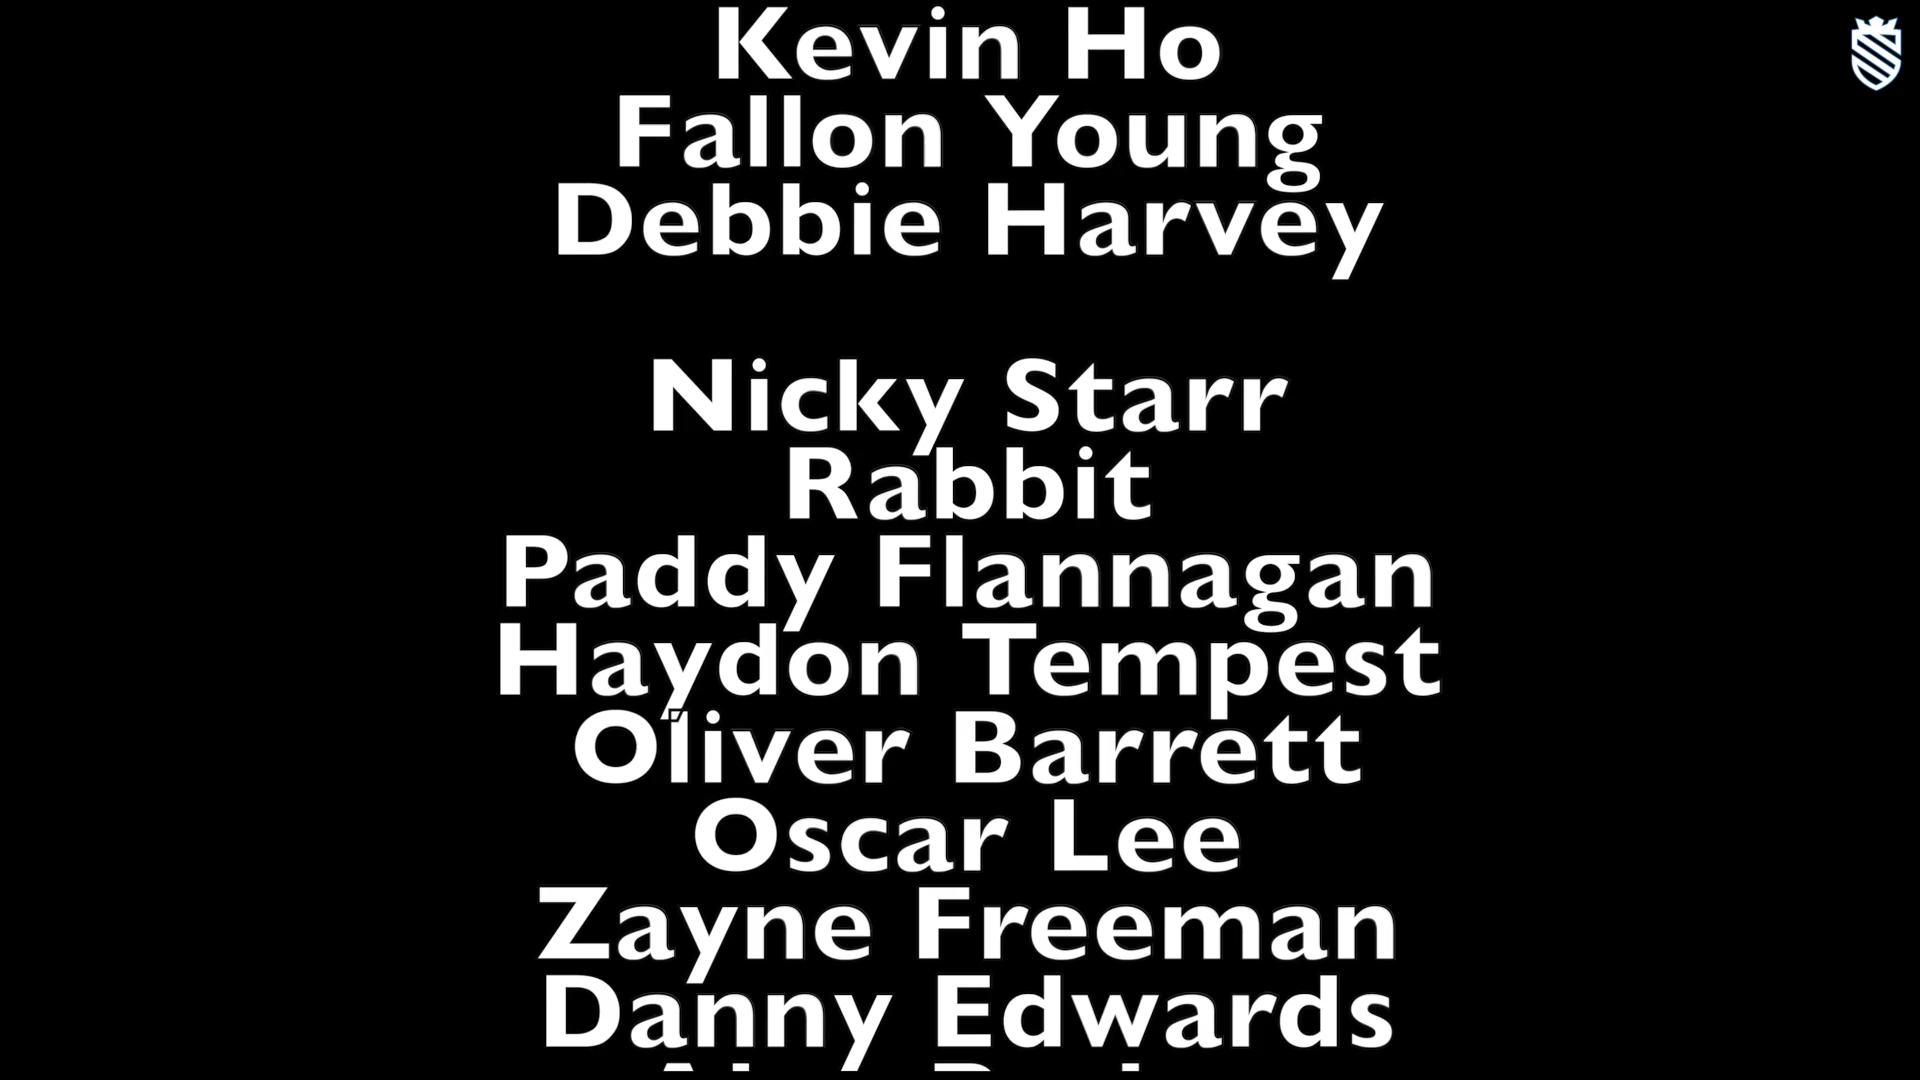 Kevin Ho
Fallon Young
Debbie Harvey
Nicky Starr
Rabbit
Paddy Flannagan
Haydon Tempest
Oliver Barrett
Oscar Lee
Zayne Freeman
Danny Edwards